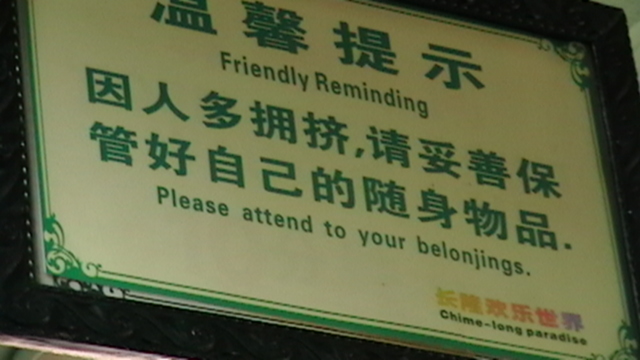 温馨提示
Friendly Reminding
因人多拥挤,请妥善保
管好自己的随身物品.
Please attend to your belonjings.
长隆欢乐世界
Chime-long paradise